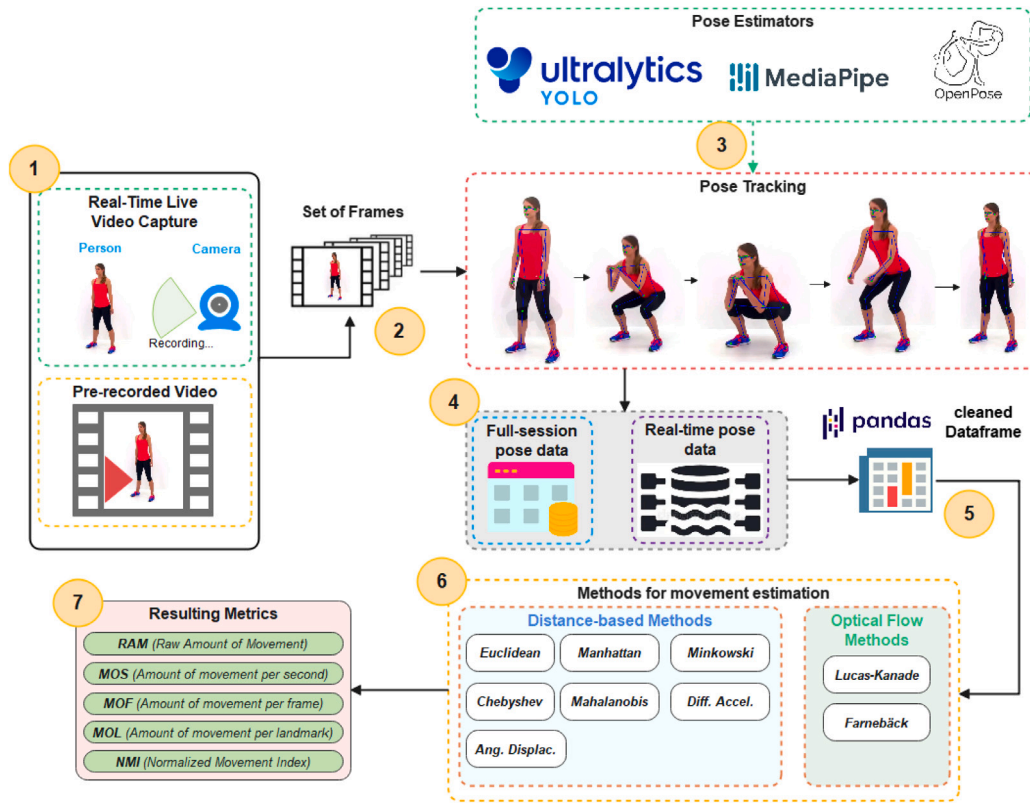 Pose Estimators
ultralytics
YOLO
MediaPipe
OpenPose
3
1
Real-Time Live
Video Capture
Person
Camera
Recording...
Pre-recorded Video
Set of Frames
2
Pose Tracking
4
Full-session
pose data
Real-time pose
data
pandas
cleaned
Dataframe
5
6
Methods for movement estimation
Distance-based Methods
Euclidean
Manhattan
Minkowski
Chebyshev
Mahalanobis
Diff. Accel.
Ang. Displac.
Optical Flow
Methods
Lucas-Kanade
Farnebäck
7
Resulting Metrics
RAM (Raw Amount of Movement)
MOS (Amount of movement per second)
MOF (Amount of movement per frame)
MOL (Amount of movement per landmark)
NMI (Normalized Movement Index)